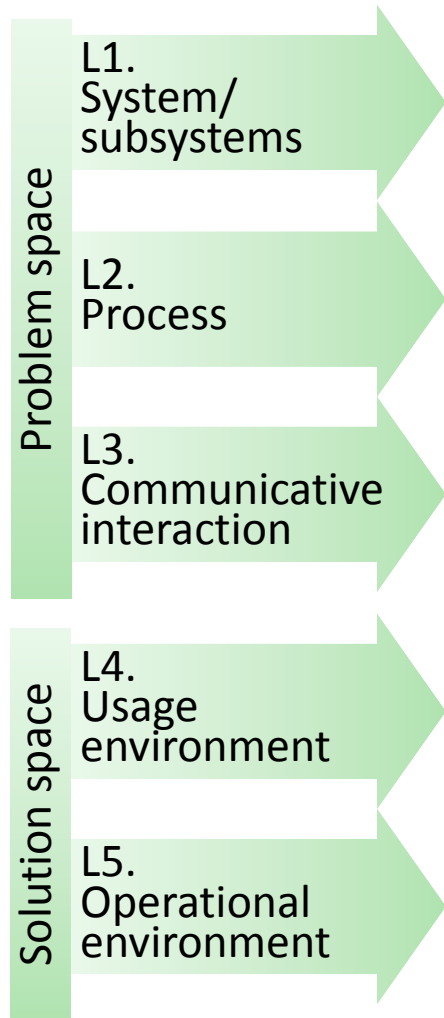 Problem space
L1.
System/
subsystems
L2.
Process
L3.
Communicative
interaction
Solution space
L4.
Usage
environment
L5.
Operational
environment